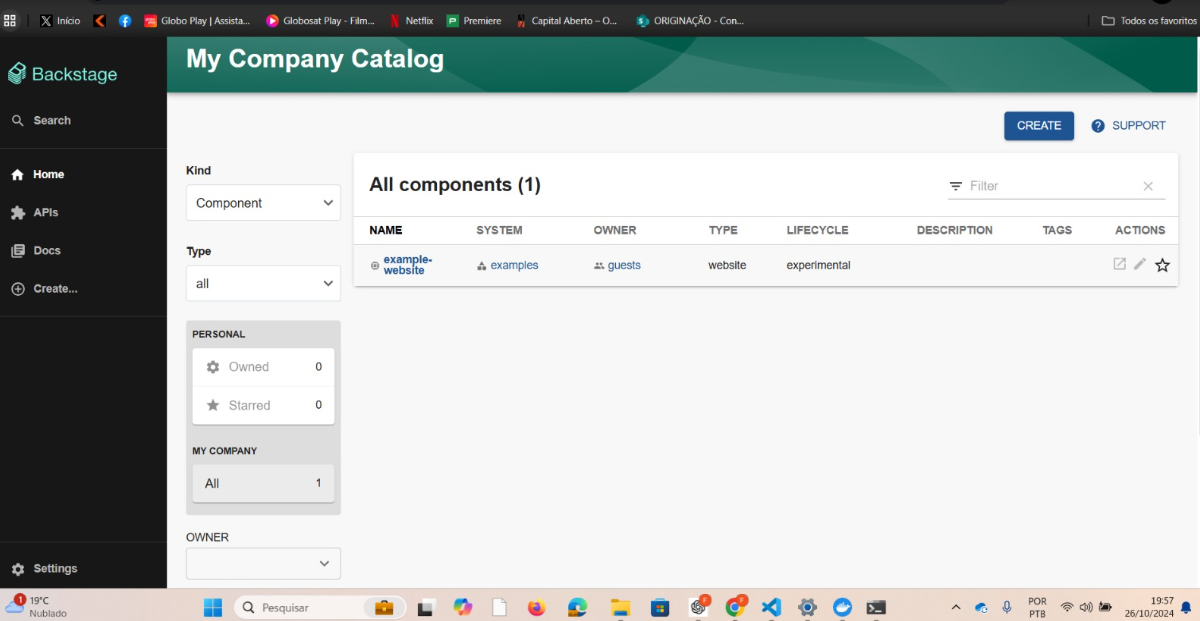 Início
Globo Play | Assista...
Globosat Play - Film...
Netflix
Premiere
Capital Aberto – O...
ORIGINAÇÃO - Con...
Todos os favoritos
Backstage
My Company Catalog
Search
CREATE
SUPPORT
Home
APIs
Docs
Create...
Settings
Kind
Component
Type
all
PERSONAL
Owned 0
Starred 0
MY COMPANY
All 1
OWNER
All components (1)
Filter
NAME SYSTEM OWNER TYPE LIFECYCLE DESCRIPTION TAGS ACTIONS
example-
website
examples guests website experimental
1
19°C
Nublado
Pesquisar
POR
PTB
19:57
26/10/2024